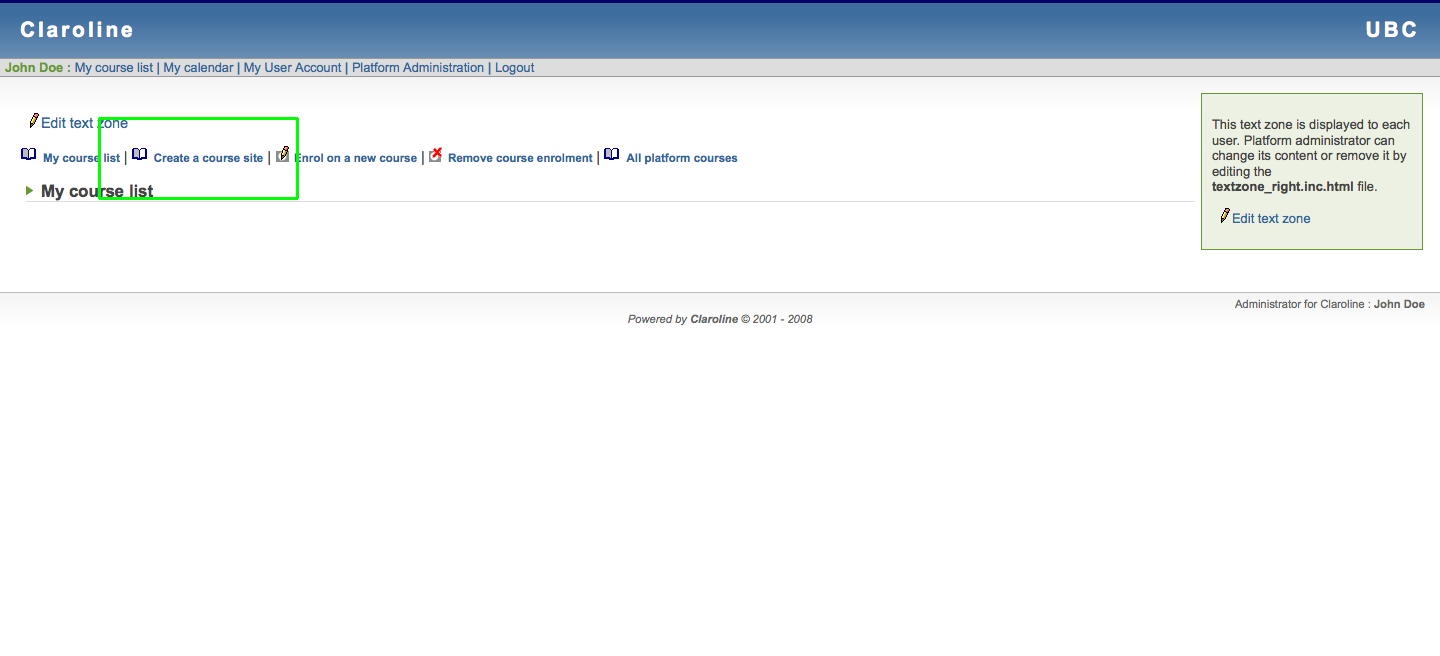 Claroline UBC
John Doe : My course list | My calendar | My User Account | Platform Administration | Logout
Edit text zone
My course list | Create a course site | Enrol on a new course | Remove course enrolment | All platform courses
My course list
This text zone is displayed to each
user. Platform administrator can
change its content or remove it by
editing the
textzone_right.inc.html file.
Edit text zone
Administrator for Claroline : John Doe
Powered by Claroline © 2001 - 2008